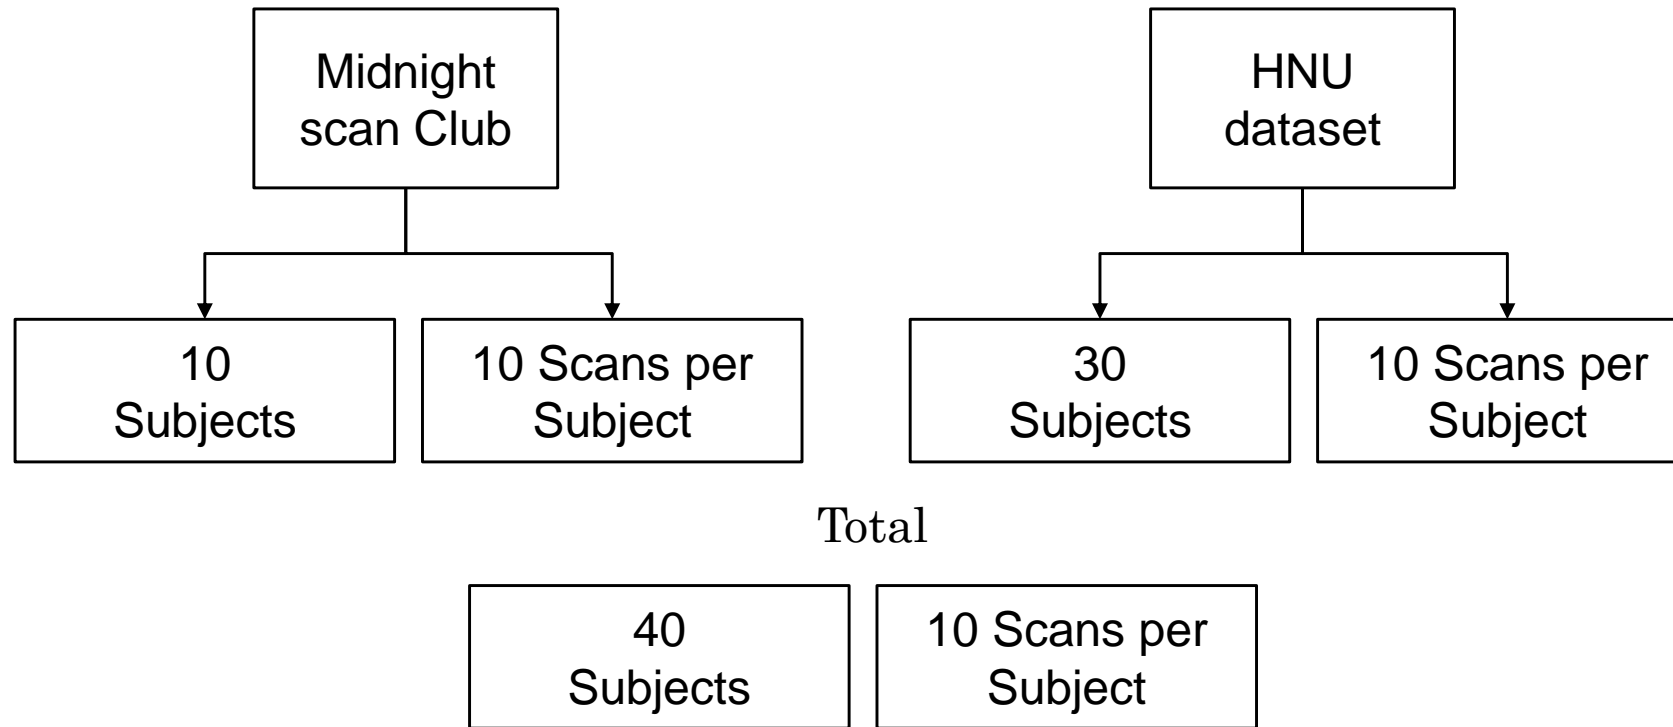 Midnight
scan Club
HNU
dataset
10
Subjects
10 Scans per
Subject
30
Subjects
10 Scans per
Subject
Total
40
Subjects
10 Scans per
Subject